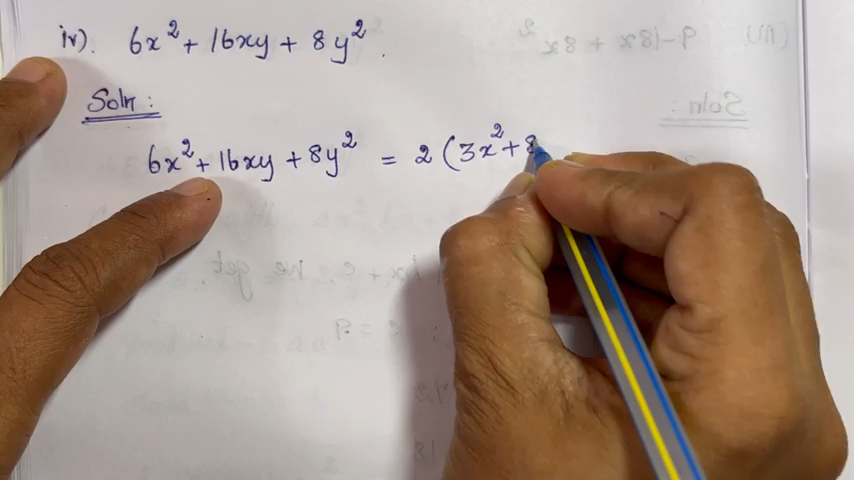 iv). 6x² + 16xy + 8y².
Soln :
6x² + 16xy + 8y² = 2 (3x² + 8